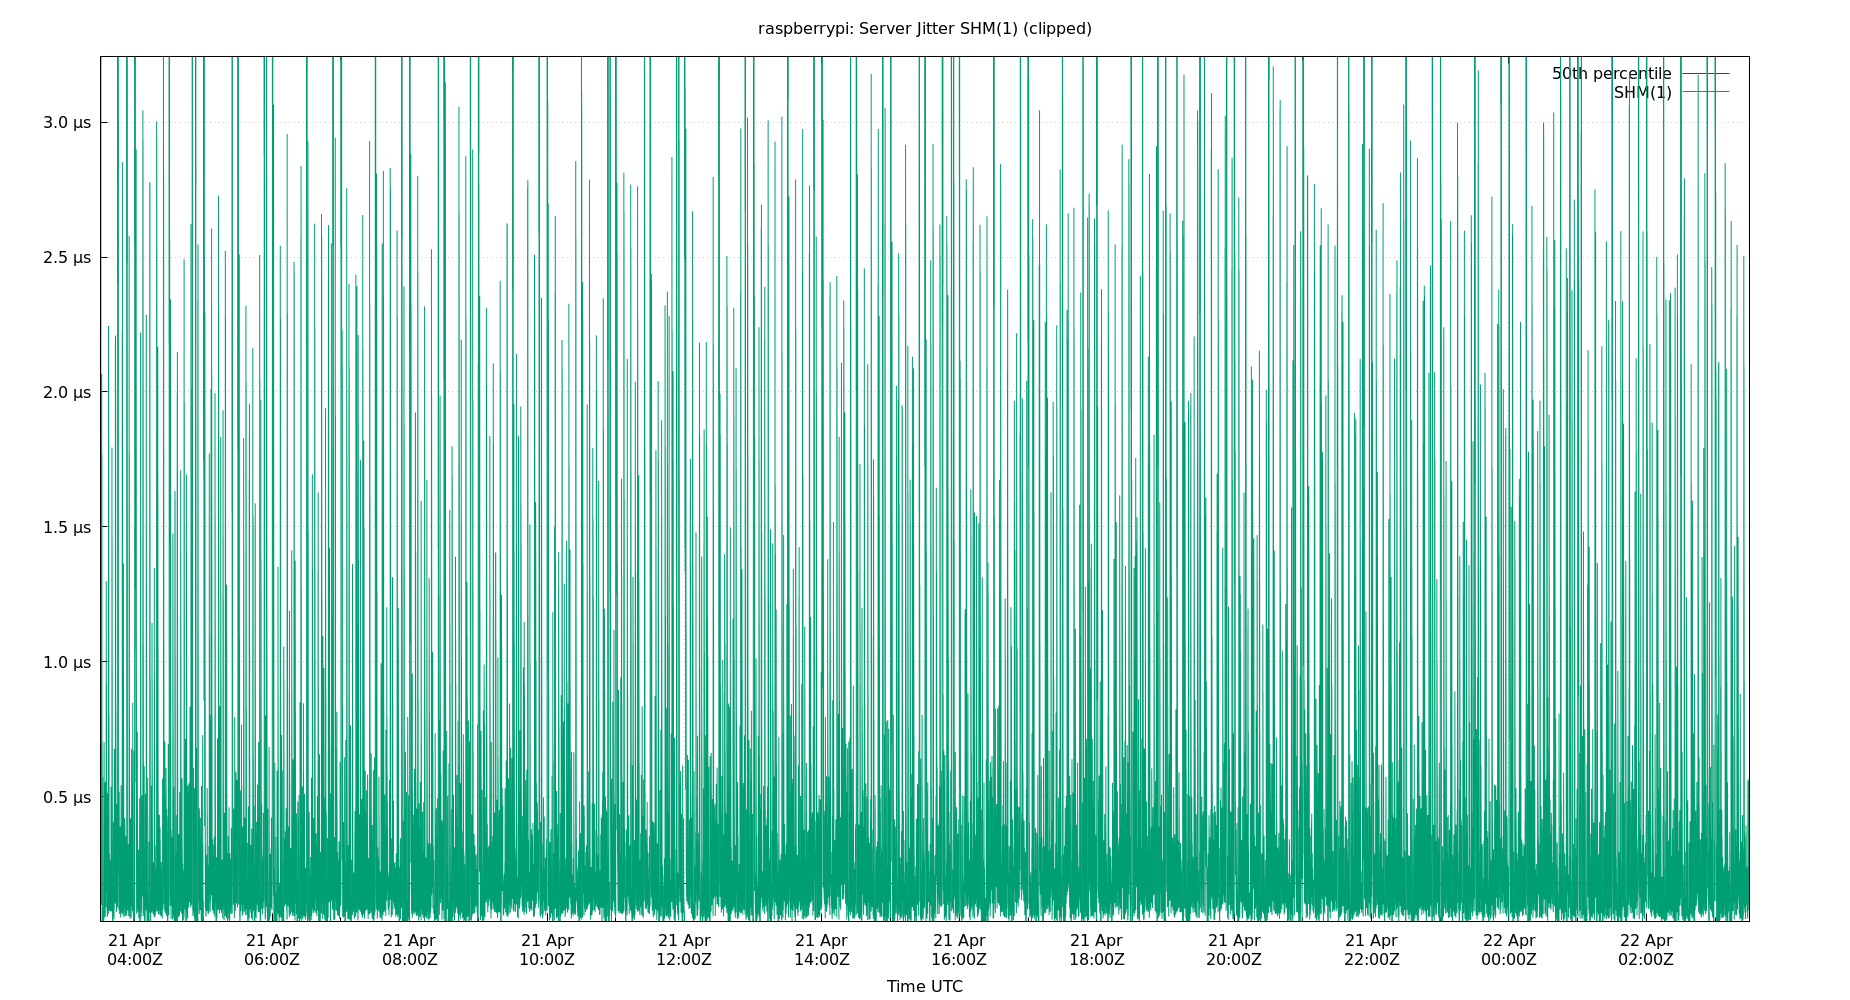 raspberrypi: Server Jitter SHM(1) (clipped)
50th percentile
SHM(1)
3.0 µs
2.5 µs
2.0 µs
1.5 µs
1.0 µs
0.5 µs
21 Apr 21 Apr 21 Apr 21 Apr 21 Apr 21 Apr 21 Apr 21 Apr 21 Apr 21 Apr 22 Apr 22 Apr
04:00Z 06:00Z 08:00Z 10:00Z 12:00Z 14:00Z 16:00Z 18:00Z 20:00Z 22:00Z 00:00Z 02:00Z
Time UTC